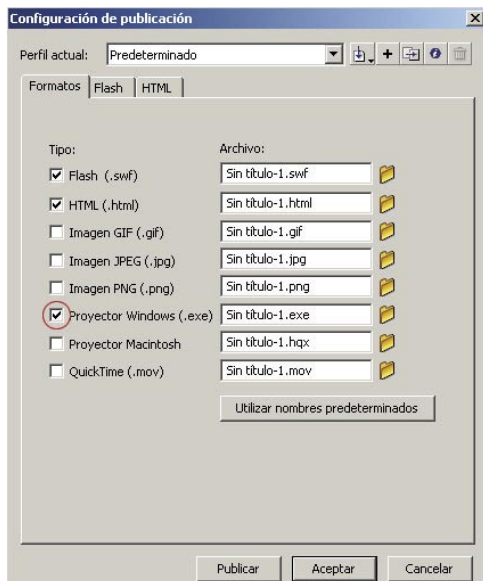 Configuración de publicación
Perfil actual: Predeterminado
Formatos Flash HTML
Tipo: Archivo:
Flash (.swf) Sin título-1.swf
HTML (.html) Sin título-1.html
Imagen GIF (.gif) Sin título-1.gif
Imagen JPEG (.jpg) Sin título-1.jpg
Imagen PNG (.png) Sin título-1.png
Proyector Windows (.exe) Sin título-1.exe
Proyector Macintosh Sin título-1.hqx
QuickTime (.mov) Sin título-1.mov
Utilizar nombres predeterminados
Publicar Aceptar Cancelar